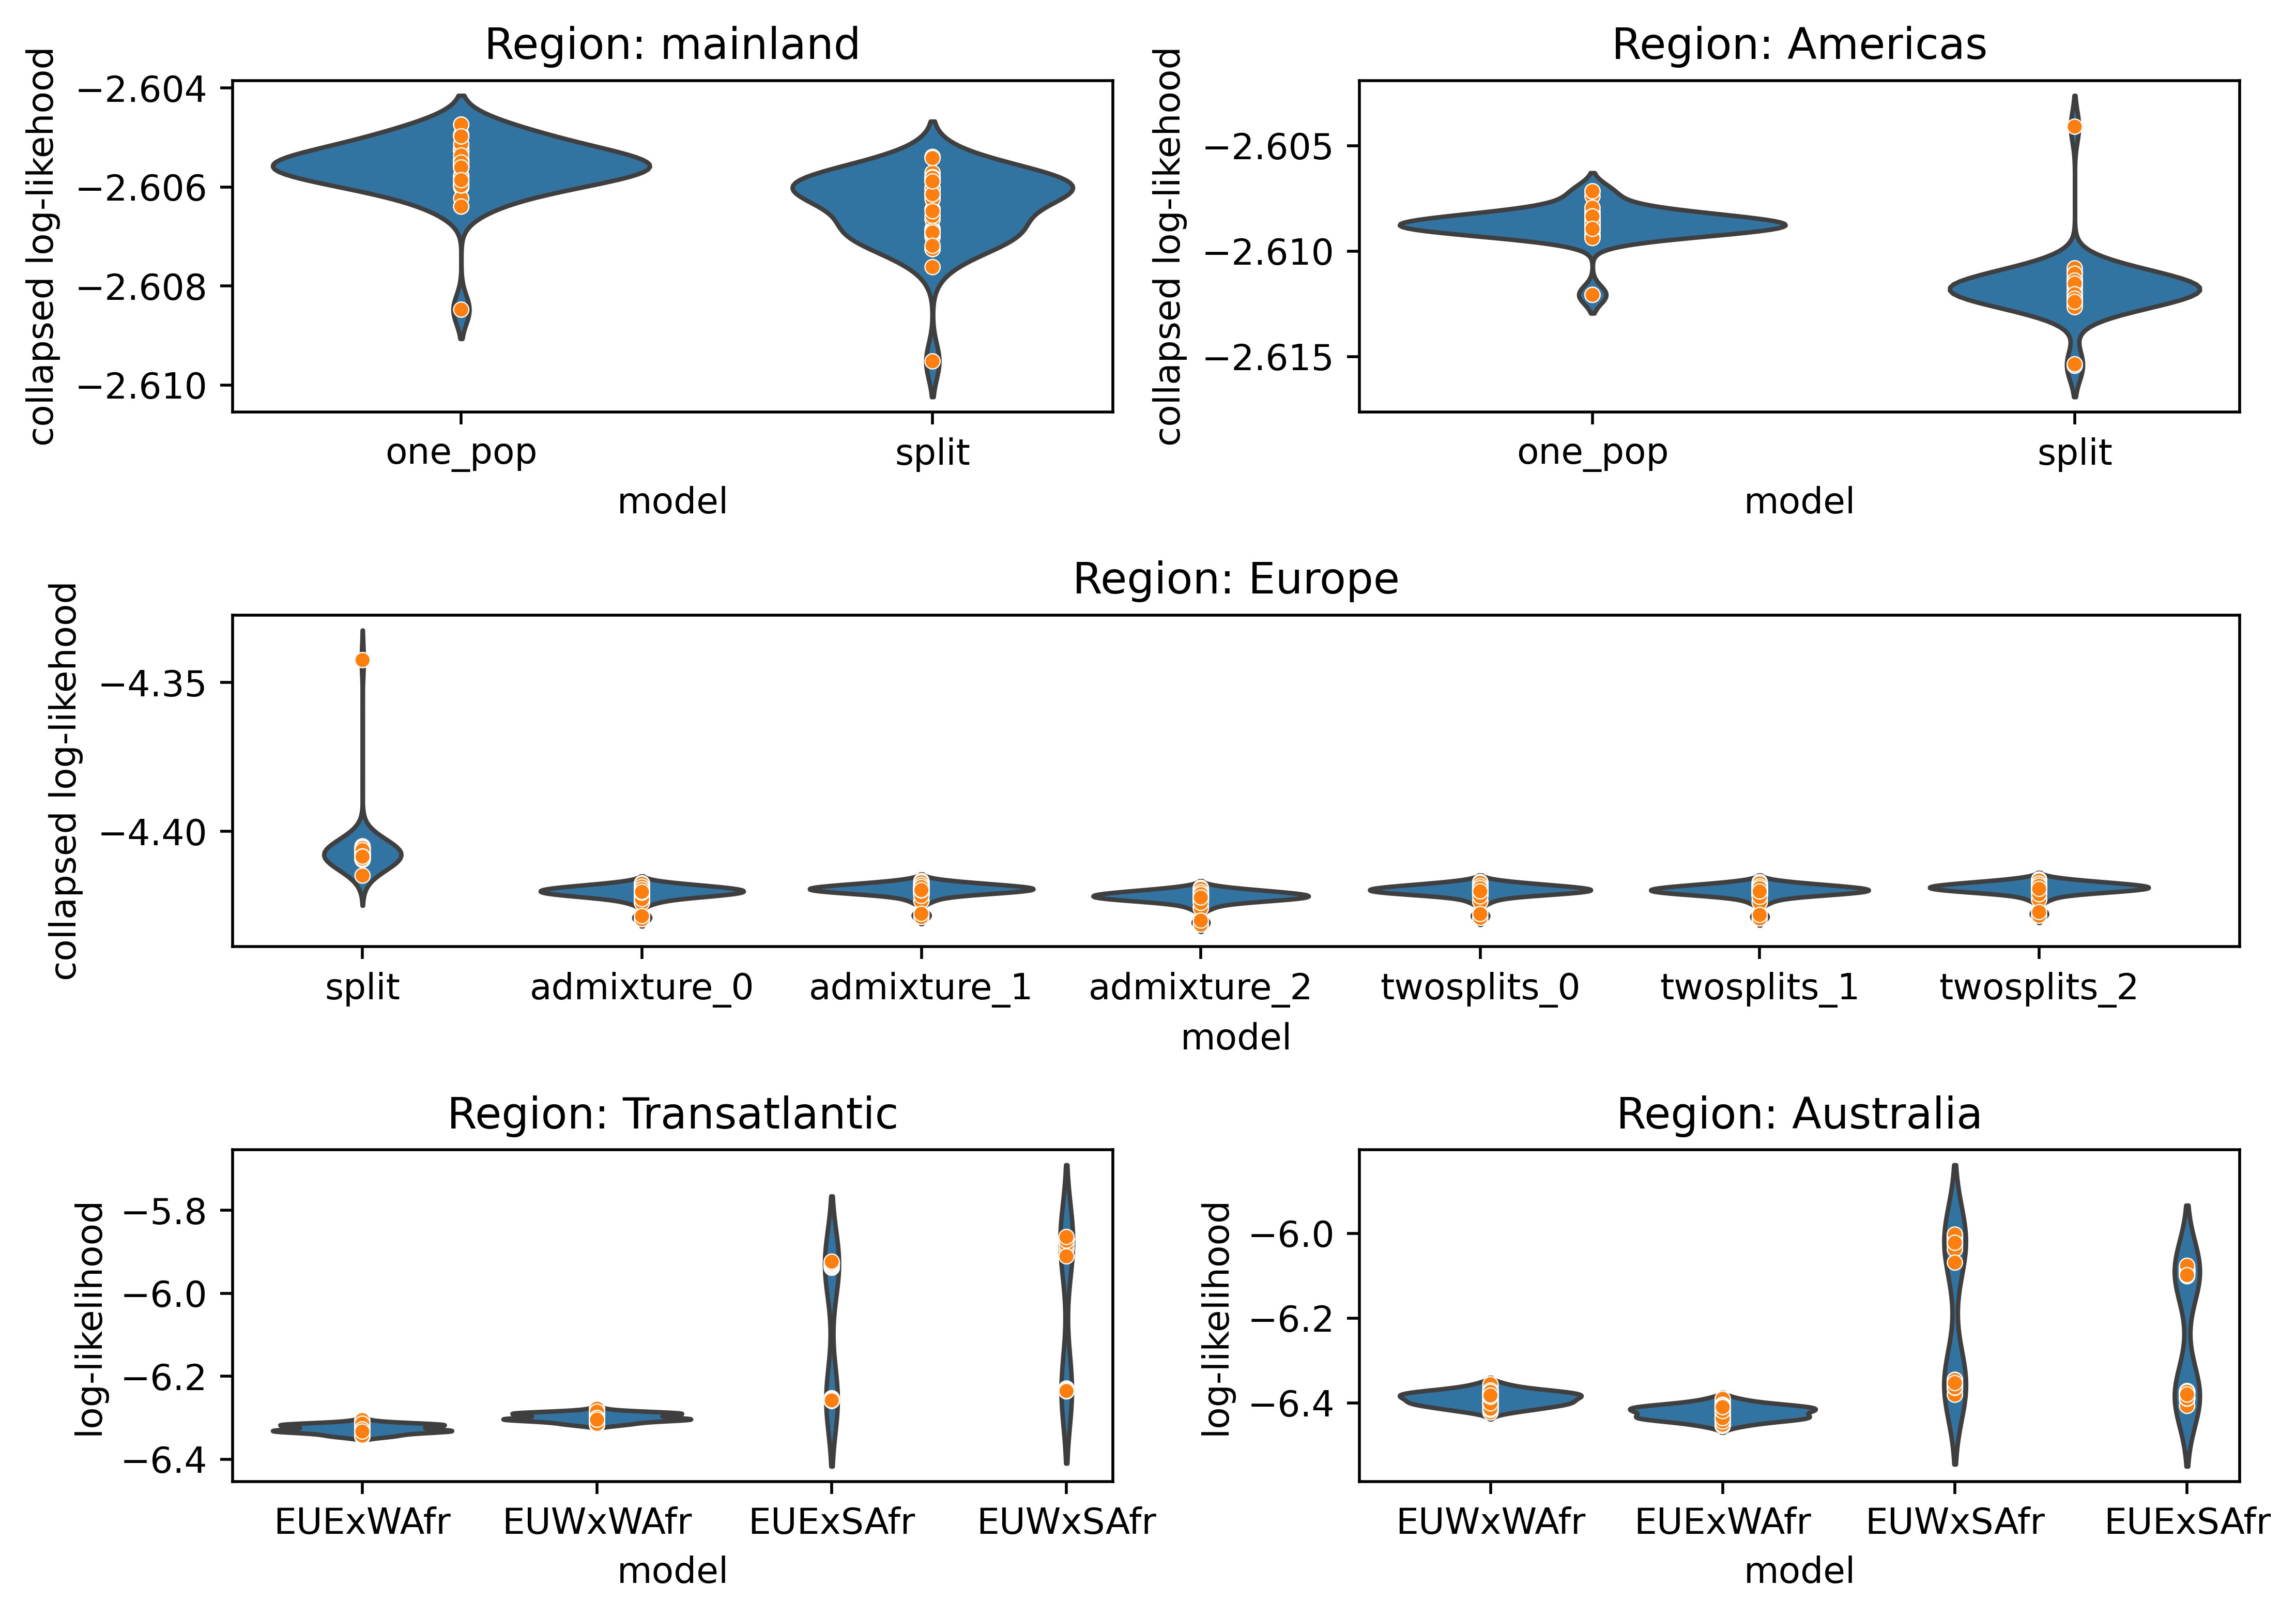 Region: mainland
collapsed log-likehood
−2.604
−2.606
−2.608
−2.610
one_pop
split
model
Region: Americas
collapsed log-likehood
−2.605
−2.610
−2.615
one_pop
split
model
Region: Europe
collapsed log-likehood
−4.35
−4.40
split
admixture_0
admixture_1
admixture_2
twosplits_0
twosplits_1
twosplits_2
model
Region: Transatlantic
log-likelihood
−5.8
−6.0
−6.2
−6.4
EUExWAfr
EUWxWAfr
EUExSAfr
EUWxSAfr
model
Region: Australia
log-likelihood
−6.0
−6.2
−6.4
EUWxWAfr
EUExWAfr
EUWxSAfr
EUExSAfr
model